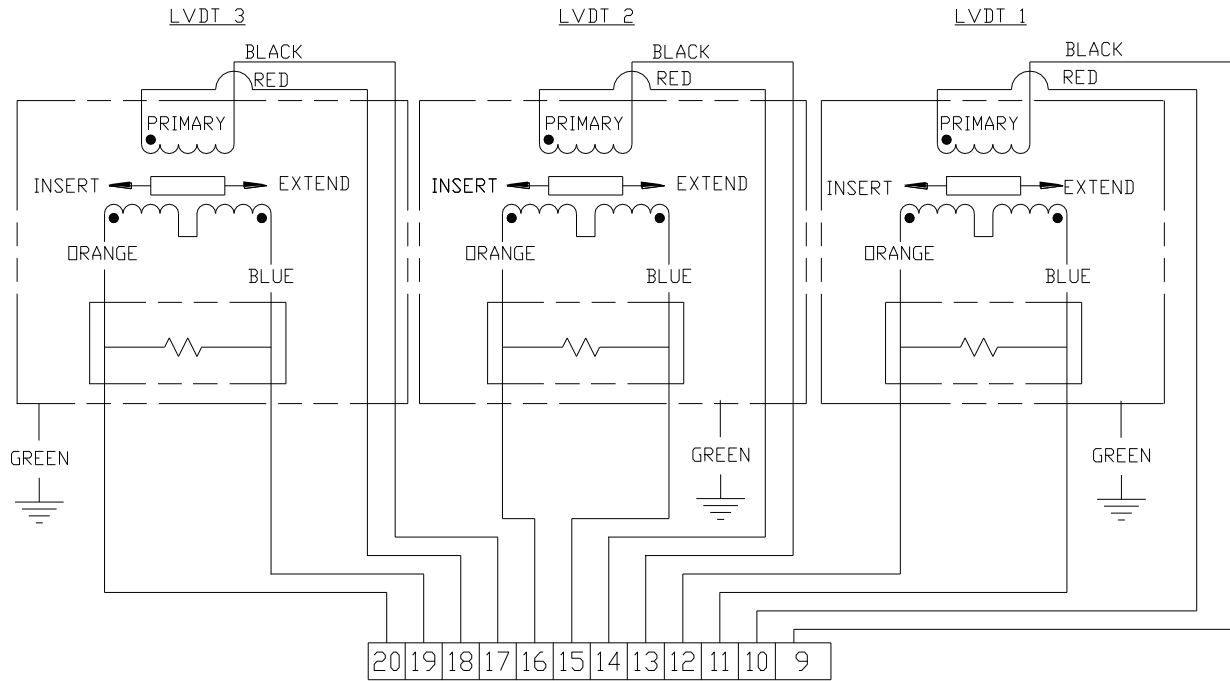 LVDT 3 LVDT 2 LVDT 1
BLACK BLACK BLACK
RED RED RED
PRIMARY PRIMARY PRIMARY
INSERT EXTEND INSERT EXTEND INSERT EXTEND
ORANGE ORANGE ORANGE
BLUE BLUE BLUE
GREEN GREEN GREEN
20 19 18 17 16 15 14 13 12 11 10 9